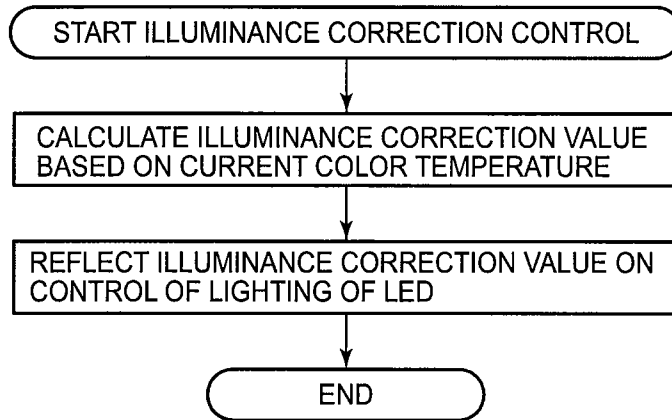 START ILLUMINANCE CORRECTION CONTROL
CALCULATE ILLUMINANCE CORRECTION VALUE
BASED ON CURRENT COLOR TEMPERATURE
REFLECT ILLUMINANCE CORRECTION VALUE ON
CONTROL OF LIGHTING OF LED
END